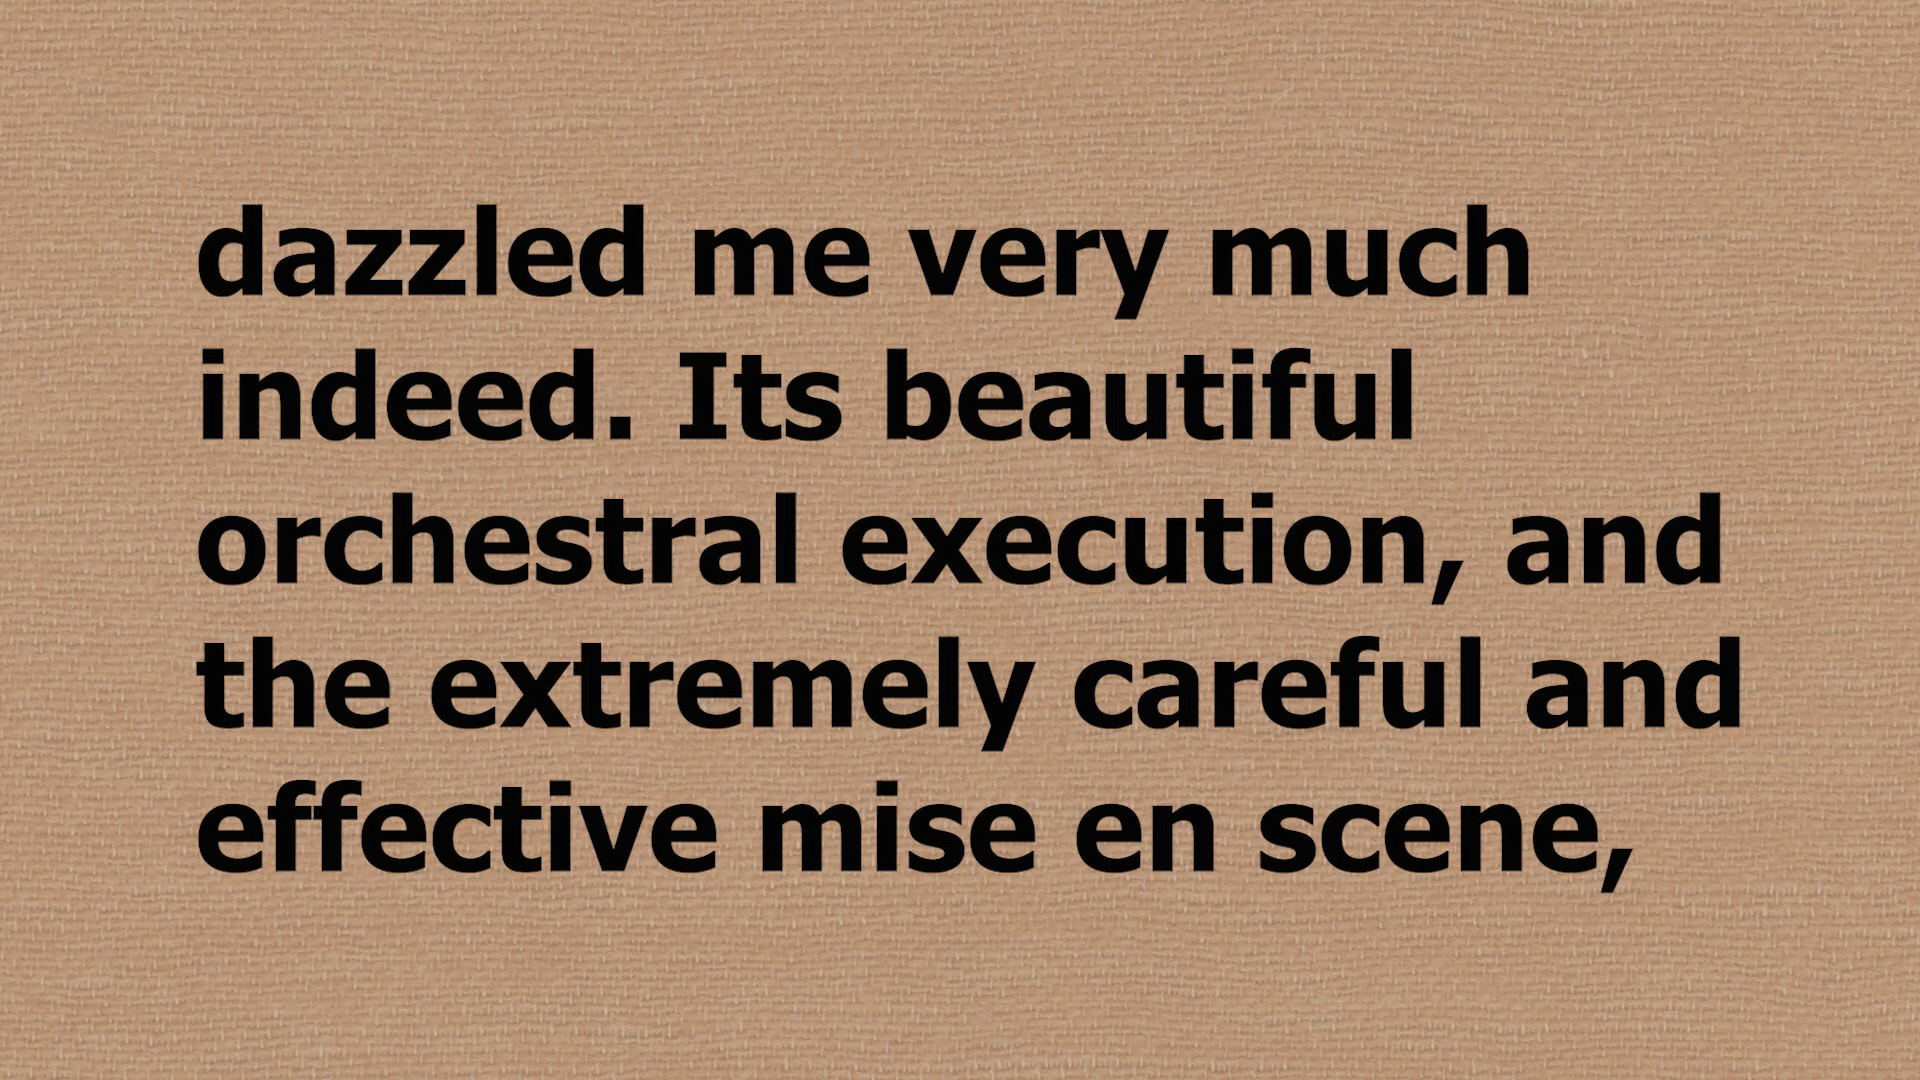 dazzled me very much
indeed. Its beautiful
orchestral execution, and
the extremely careful and
effective mise en scene,